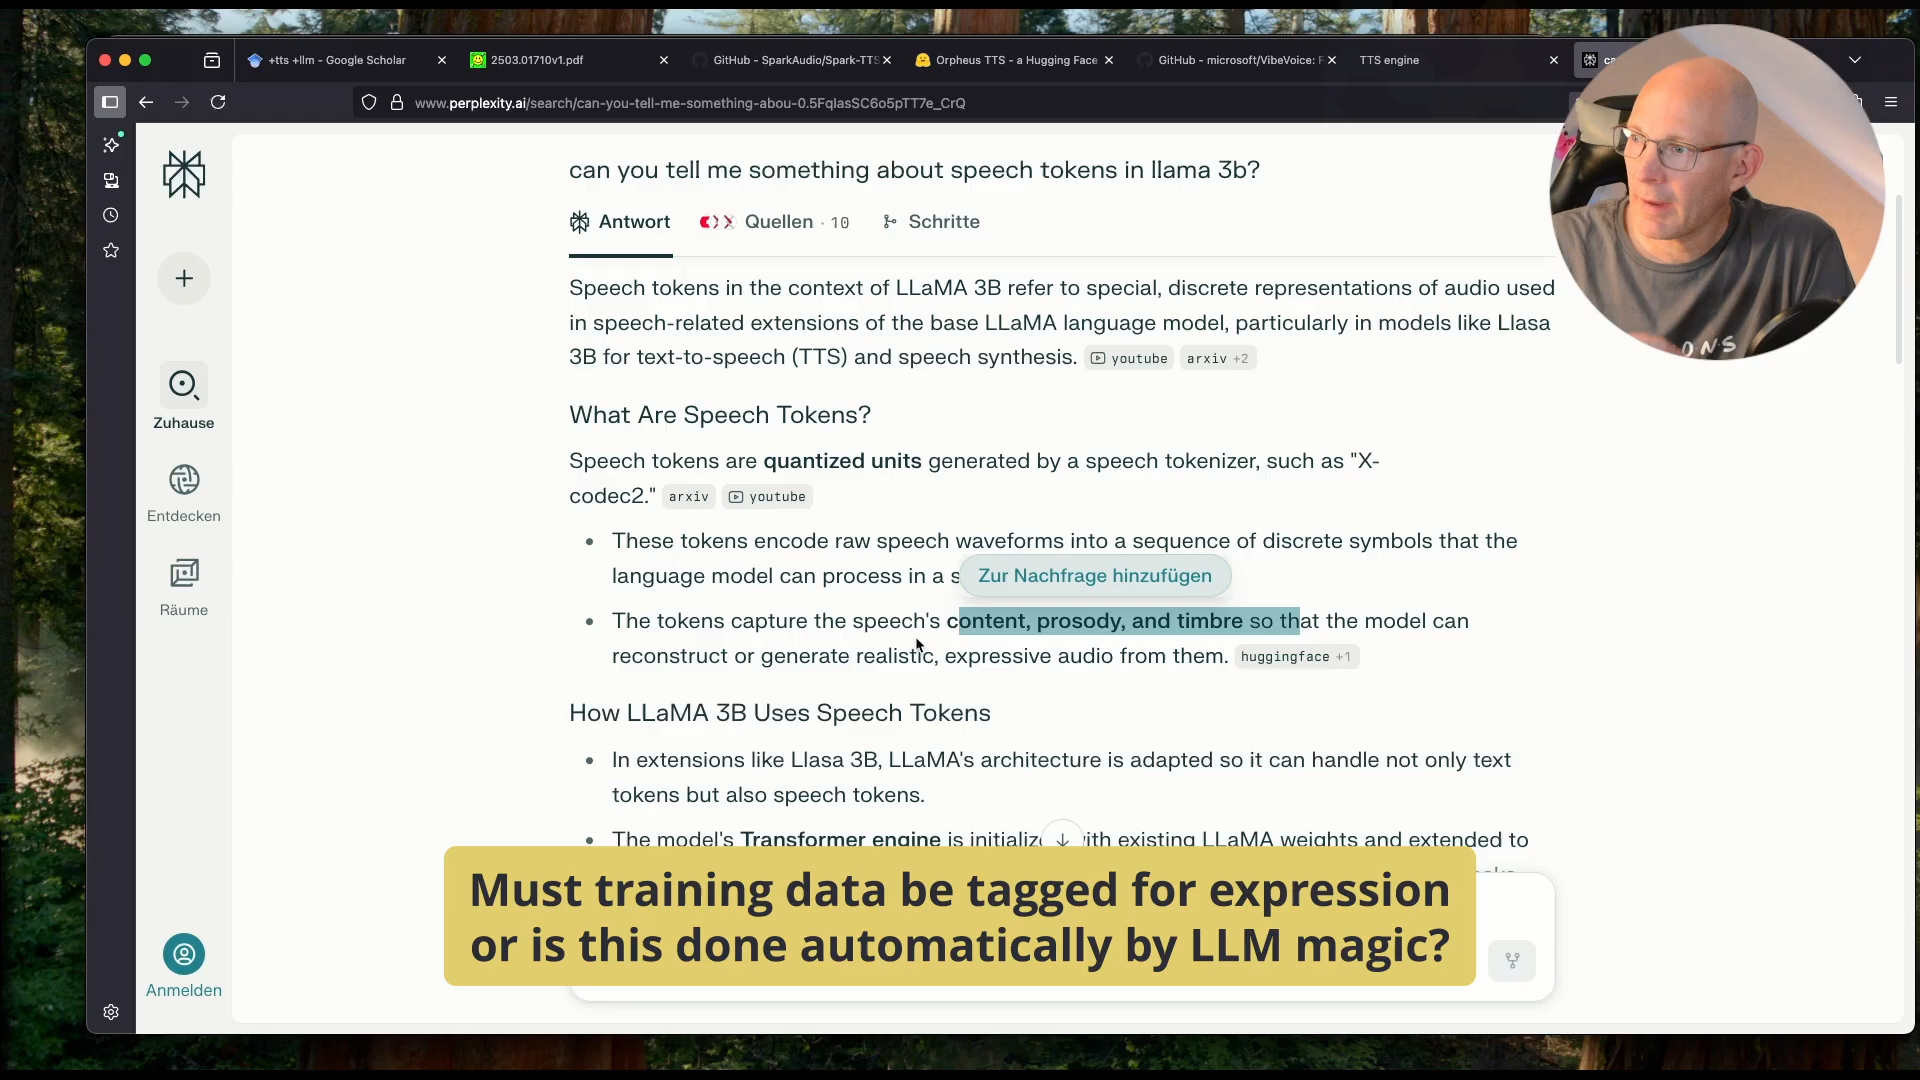 +tts +llm - Google Scholar
2503.01710v1.pdf
GitHub - SparkAudio/Spark-TTS
Orpheus TTS - a Hugging Face
GitHub - microsoft/VibeVoice: F
TTS engine
ca
www.perplexity.ai/search/can-you-tell-me-something-abou-0.5FqlasSC6o5pTT7e_CrQ
can you tell me something about speech tokens in llama 3b?
Antwort
Quellen · 10
Schritte
Speech tokens in the context of LLaMA 3B refer to special, discrete representations of audio used
in speech-related extensions of the base LLaMA language model, particularly in models like Llasa
3B for text-to-speech (TTS) and speech synthesis. youtube arxiv +2
What Are Speech Tokens?
Speech tokens are quantized units generated by a speech tokenizer, such as "X-
codec2." arxiv youtube
These tokens encode raw speech waveforms into a sequence of discrete symbols that the
language model can process in a s
Zur Nachfrage hinzufügen
The tokens capture the speech's content, prosody, and timbre so that the model can
reconstruct or generate realistic, expressive audio from them. huggingface +1
How LLaMA 3B Uses Speech Tokens
In extensions like Llasa 3B, LLaMA's architecture is adapted so it can handle not only text
tokens but also speech tokens.
The model's Transformer engine is initializ with existing LLaMA weights and extended to
Zuhause
Entdecken
Räume
Anmelden
Must training data be tagged for expression
or is this done automatically by LLM magic?
ONS